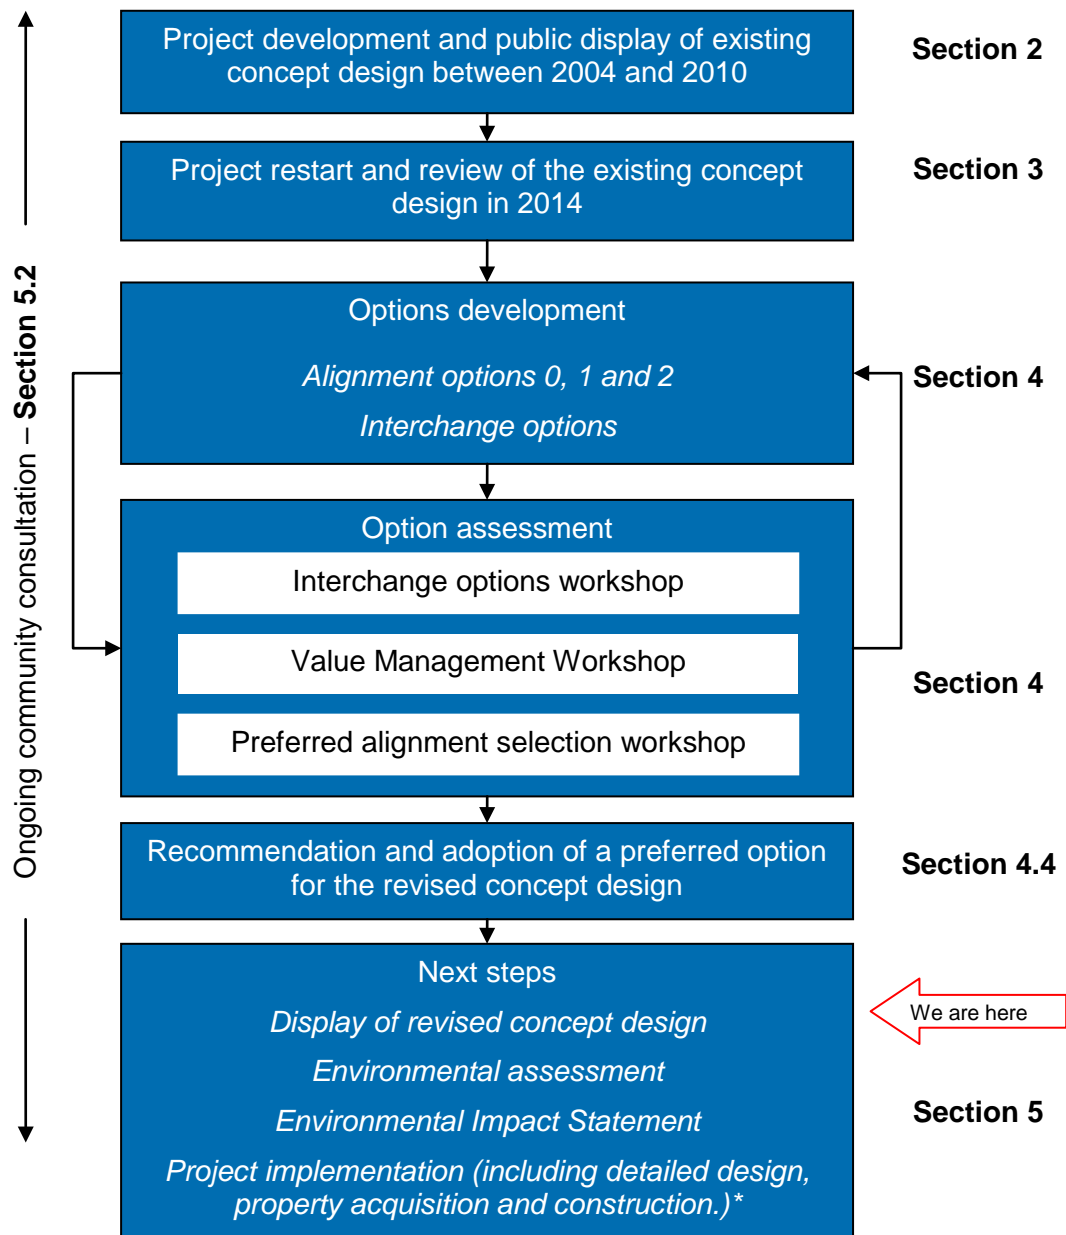 Project development and public display of existing
concept design between 2004 and 2010
Section 2
Project restart and review of the existing concept
design in 2014
Section 3
Ongoing community consultation – Section 5.2
Options development
Alignment options 0, 1 and 2
Interchange options
Section 4
Option assessment
Interchange options workshop
Value Management Workshop
Preferred alignment selection workshop
Section 4
Recommendation and adoption of a preferred option
for the revised concept design
Section 4.4
Next steps
Display of revised concept design
Environmental assessment
Environmental Impact Statement
Project implementation (including detailed design,
property acquisition and construction.)*
We are here
Section 5